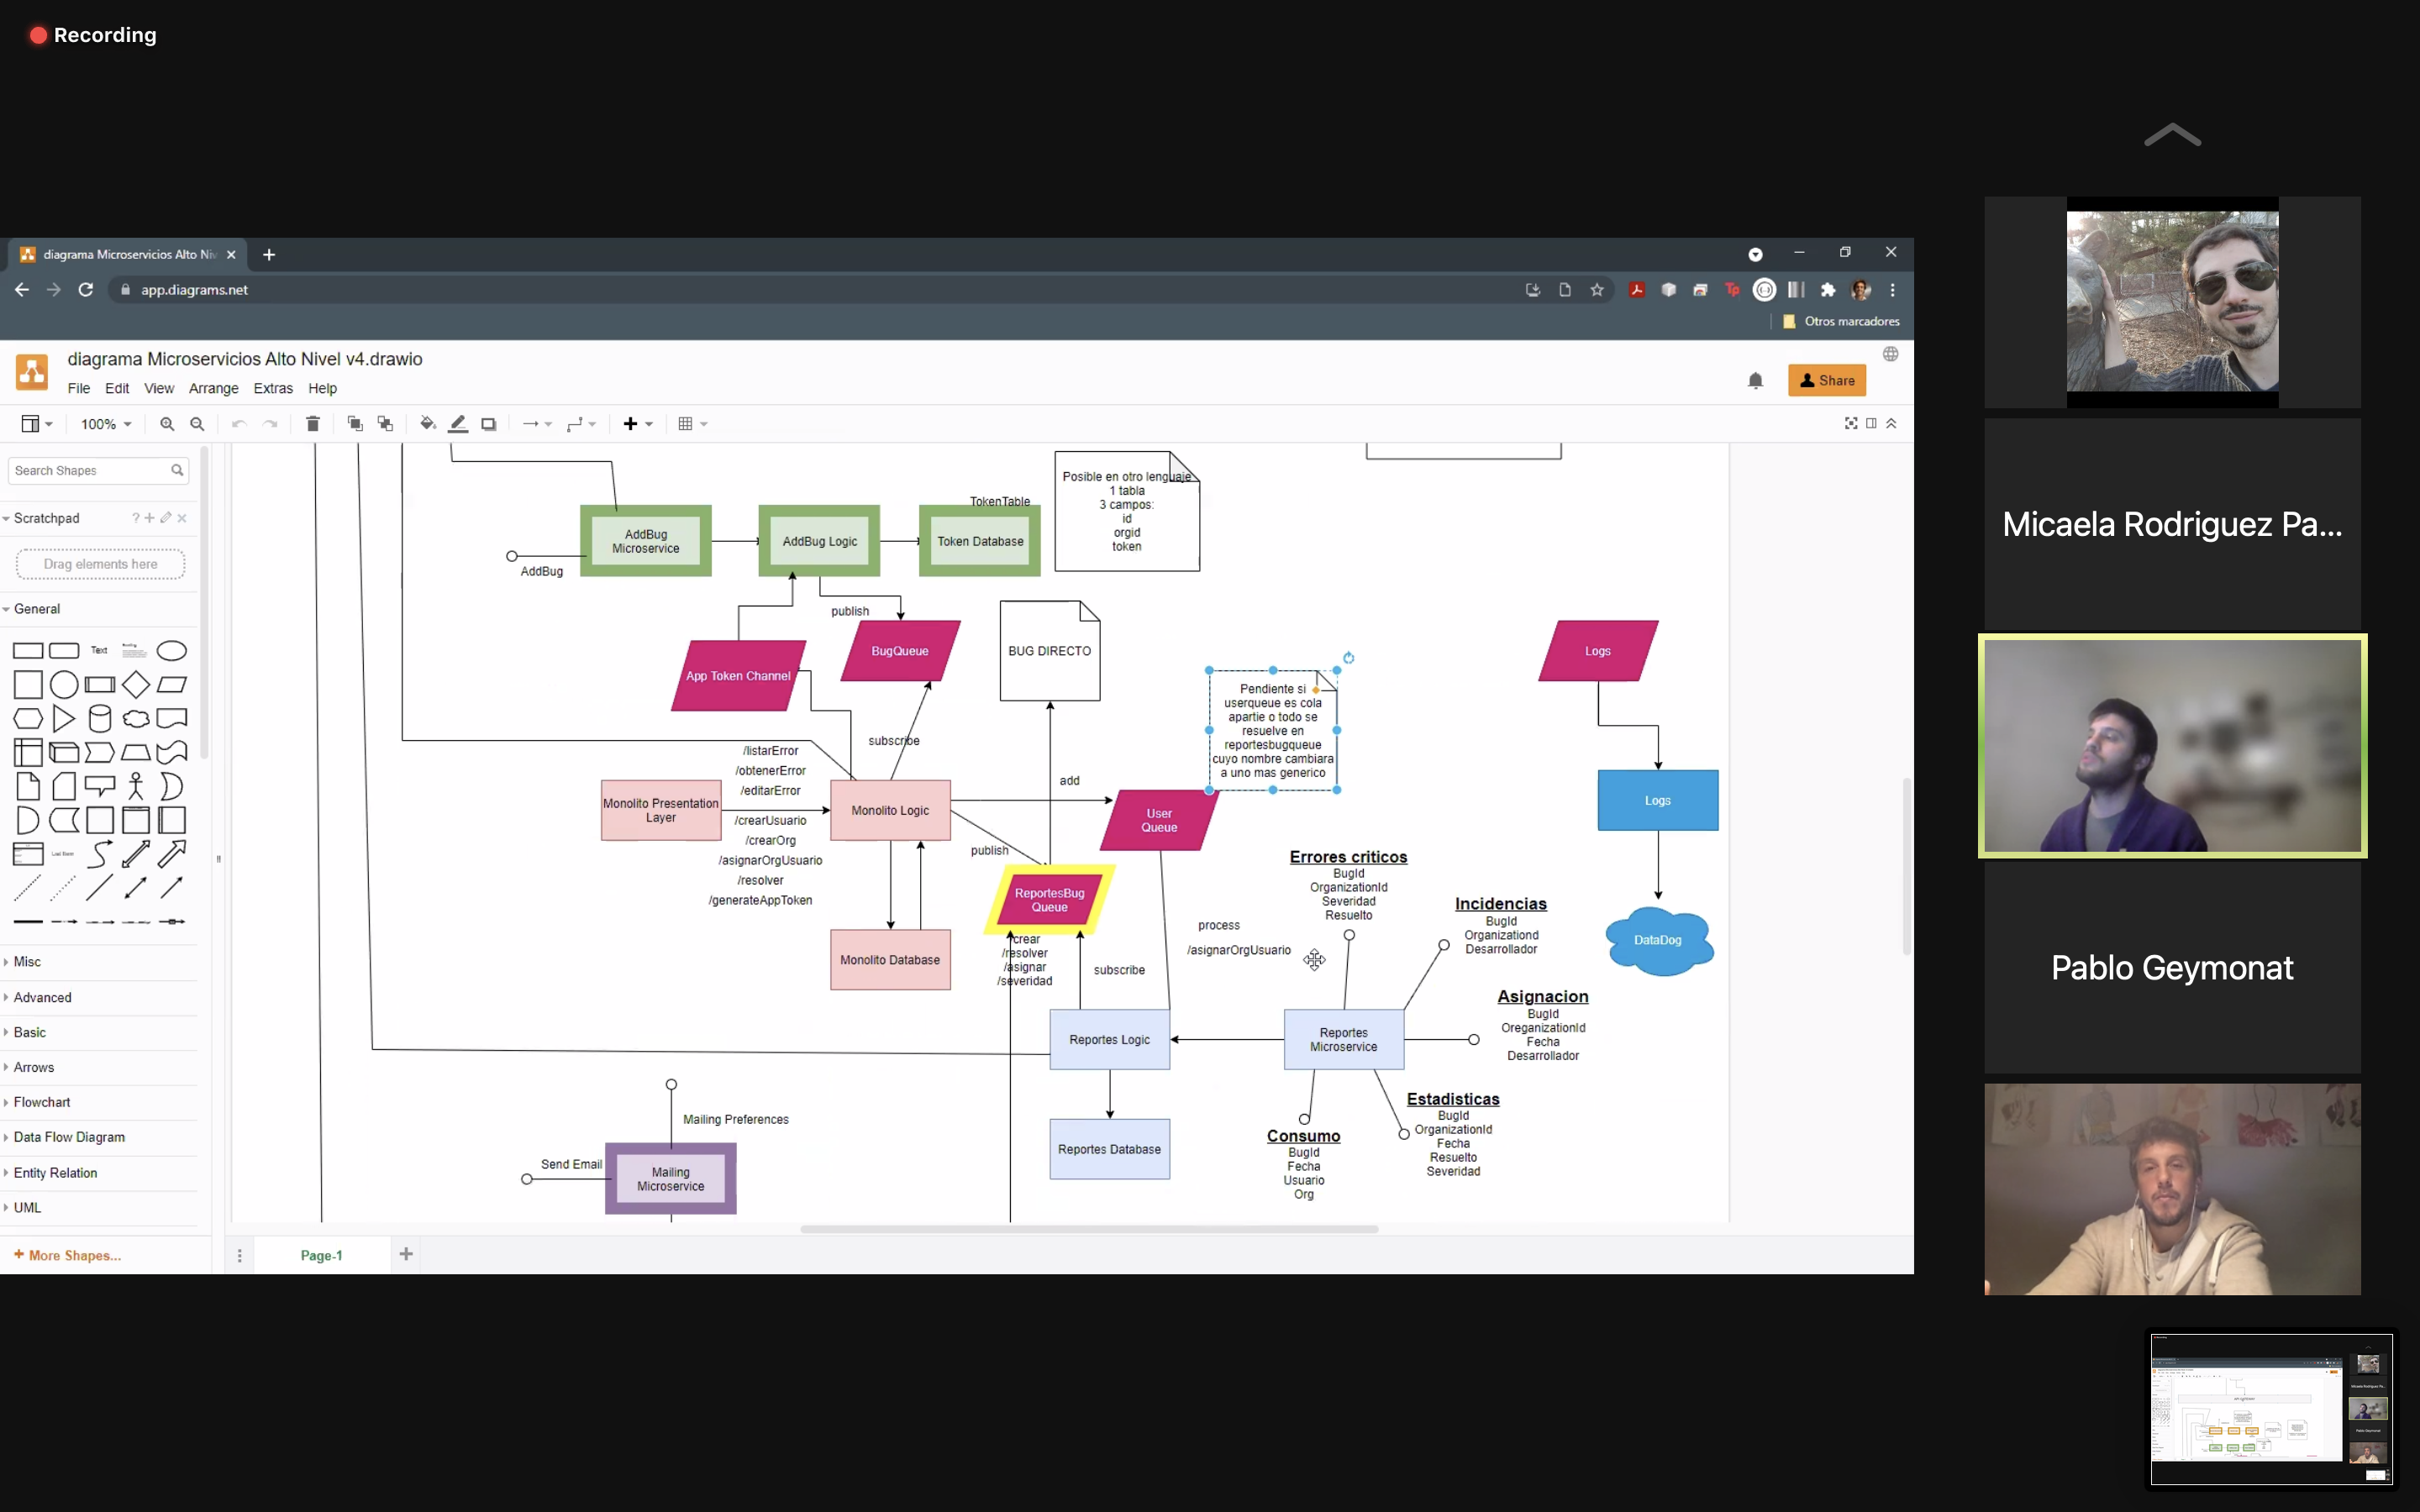 Recording
diagrama Microservicios Alto Niv
app.diagrams.net
Otros marcadores
diagrama Microservicios Alto Nivel v4.drawio
File Edit View Arrange Extras Help
Share
100%
Search Shapes
Scratchpad
Drag elements here
General
Text
Misc
Advanced
Basic
Arrows
Flowchart
Data Flow Diagram
Entity Relation
UML
+ More Shapes...
Page-1
TokenTable
AddBug
Microservice
AddBug Logic
Token Database
AddBug
Posible en otro lenguaje
1 tabla
3 campos:
id
orgid
token
publish
App Token Channel
BugQueue
BUG DIRECTO
Logs
Pendiente si
userqueue es cola
apartie o todo se
resuelve en
reportesbugqueue
cuyo nombre cambiara
a uno mas generico
subscribe
/listarError
/obtenerError
/editarError
Monolito Presentation
Layer
Monolito Logic
add
/crearUsuario
/crearOrg
/asignarOrgUsuario
/resolver
/generateAppToken
publish
User
Queue
Logs
ReportesBug
Queue
Errores criticos
BugId
OrganizationId
Severidad
Resuelto
Incidencias
BugId
Organizationd
Desarrollador
process
/asignarOrgUsuario
DataDog
Monolito Database
/crear
/resolver
/asignar
/severidad
subscribe
Asignacion
BugId
OreganizationId
Fecha
Desarrollador
Reportes Logic
Reportes
Microservice
Estadisticas
BugId
OrganizationId
Fecha
Resuelto
Severidad
Consumo
BugId
Fecha
Usuario
Org
Reportes Database
Mailing Preferences
Send Email
Mailing
Microservice
Micaela Rodriguez Pa...
Pablo Geymonat